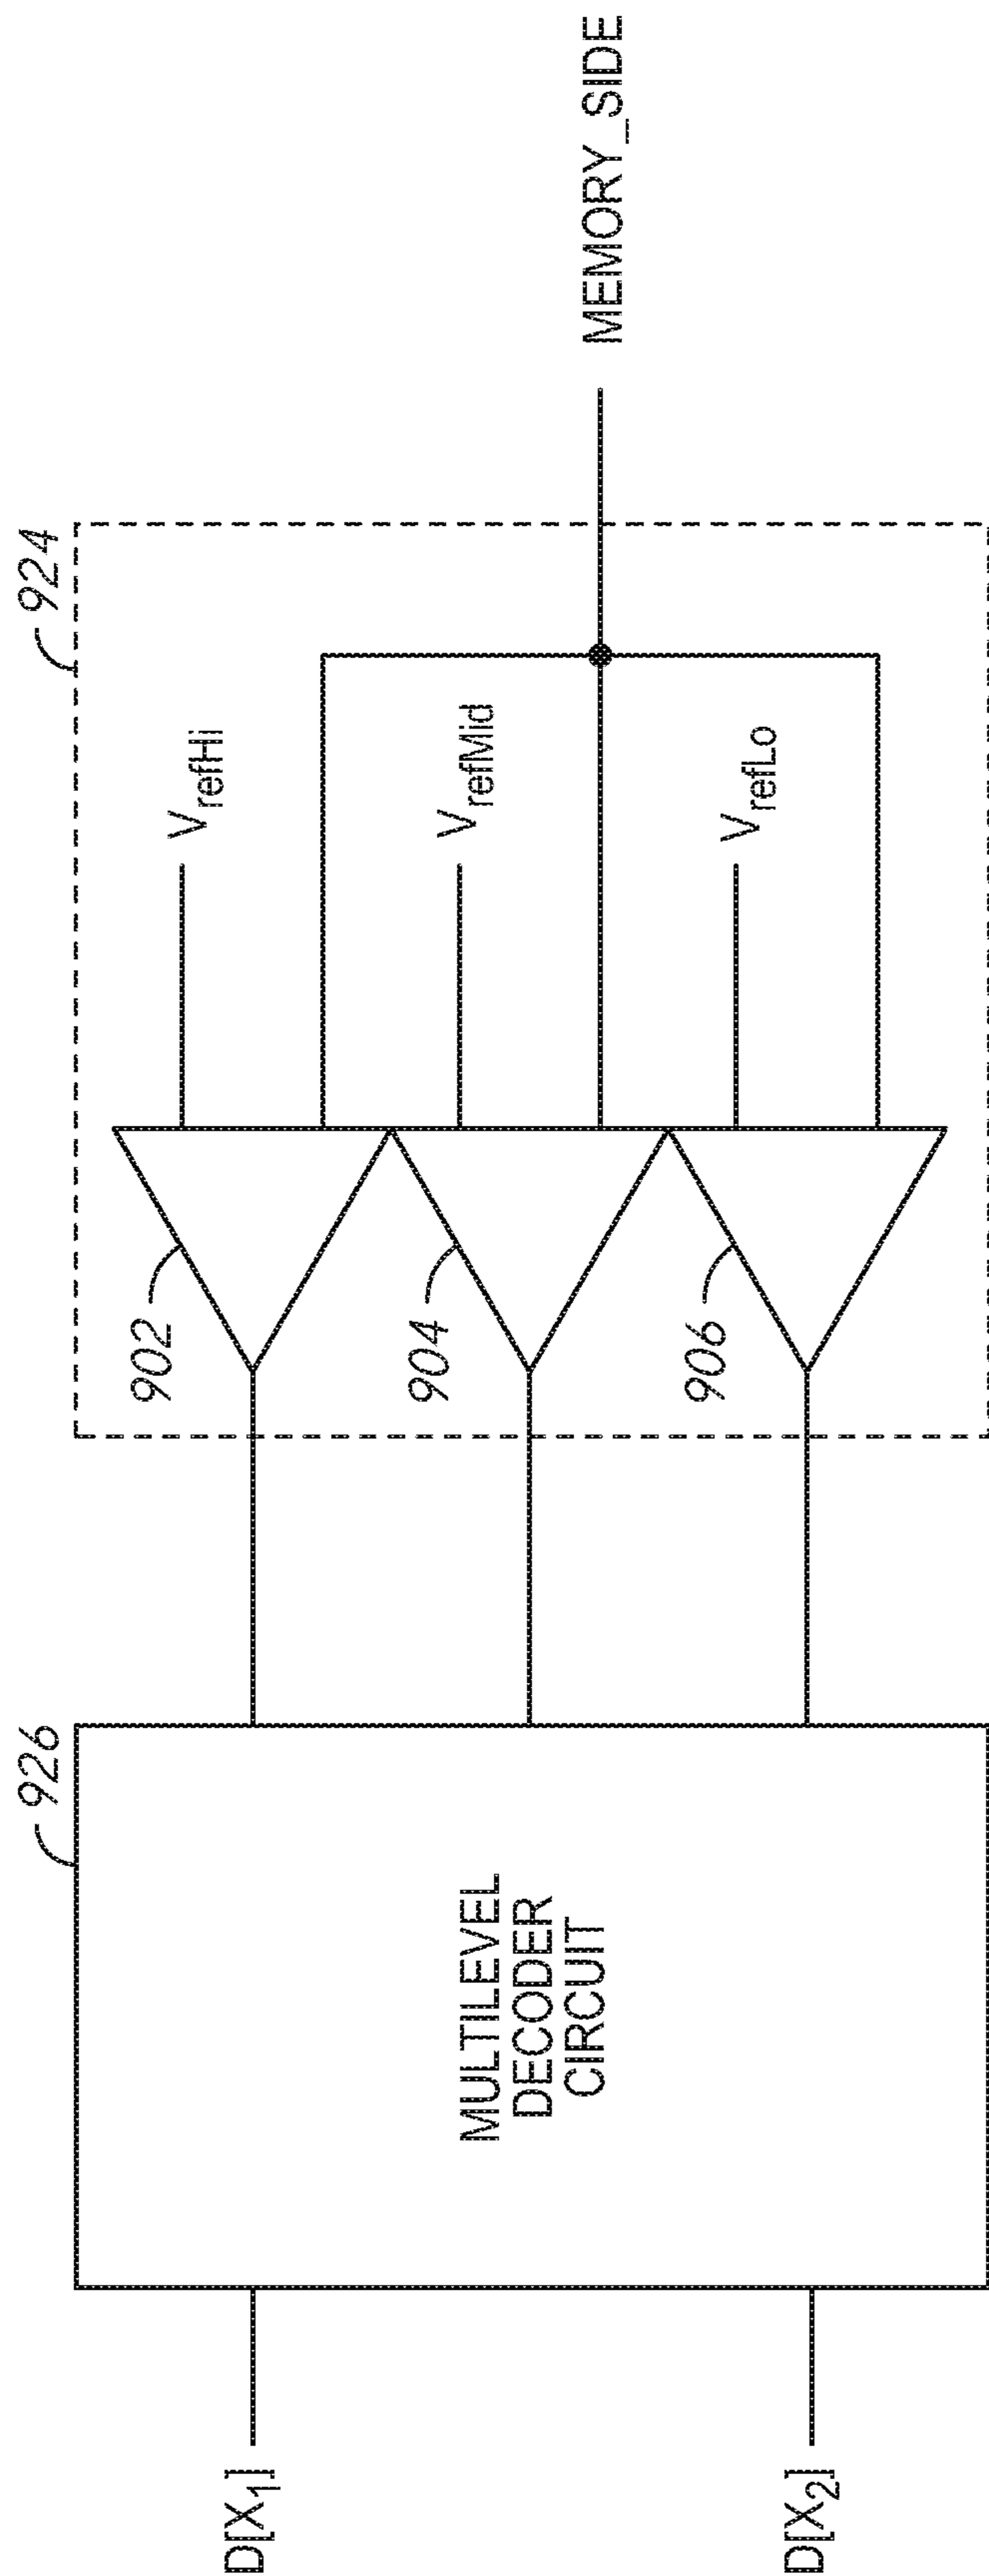 924
926
MEMORY_SIDE
VrefHi
VrefMid
VrefLo
902
904
906
MULTILEVEL
DECODER
CIRCUIT
D[X1]
D[X2]